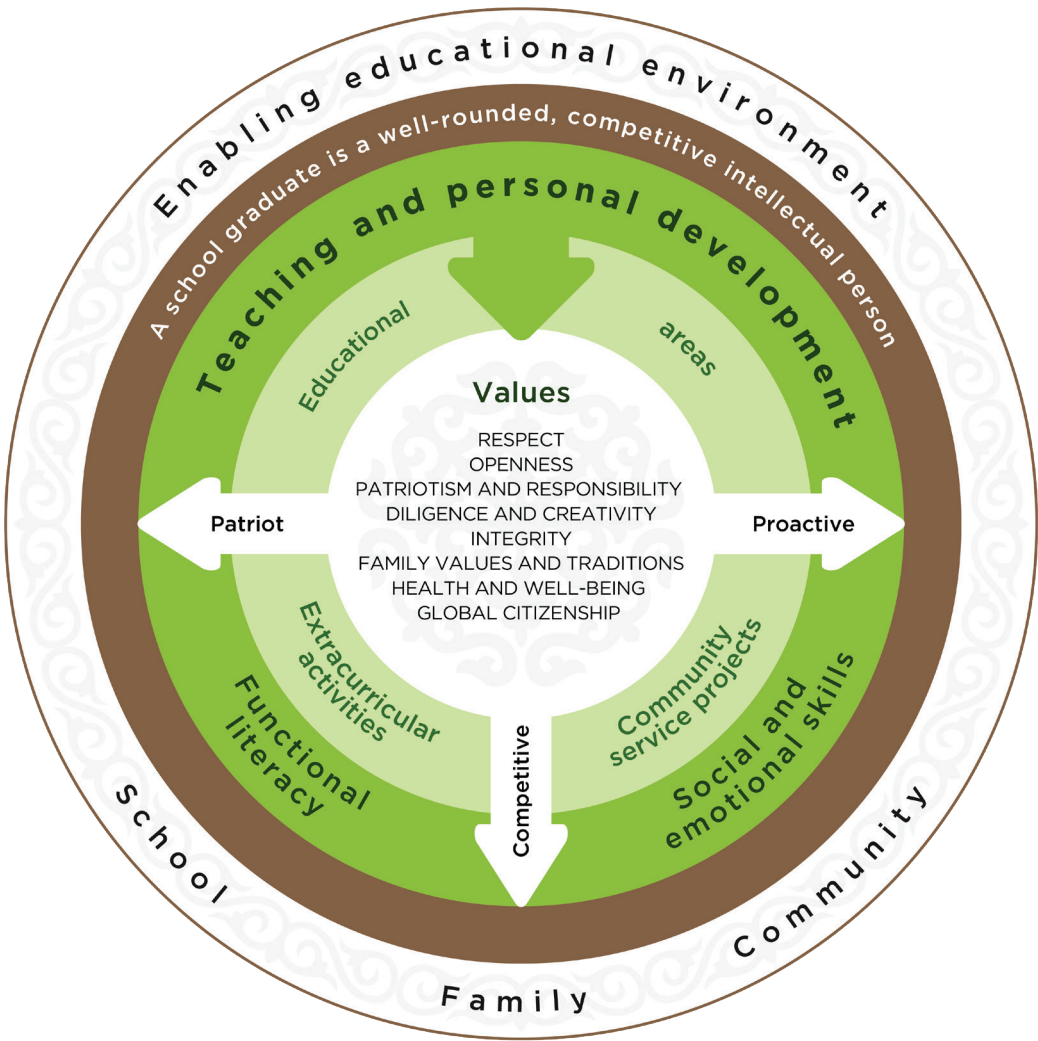 Enabling educational environment
A school graduate is a well-rounded, competitive intellectual person
Teaching and personal development
Educational
areas
Values
RESPECT
OPENNESS
PATRIOTISM AND RESPONSIBILITY
DILIGENCE AND CREATIVITY
INTEGRITY
FAMILY VALUES AND TRADITIONS
HEALTH AND WELL-BEING
GLOBAL CITIZENSHIP
Patriot
Proactive
Competitive
Extracurricular
activities
Community
service projects
Functional
literacy
Social and
emotional skills
School
Family
Community